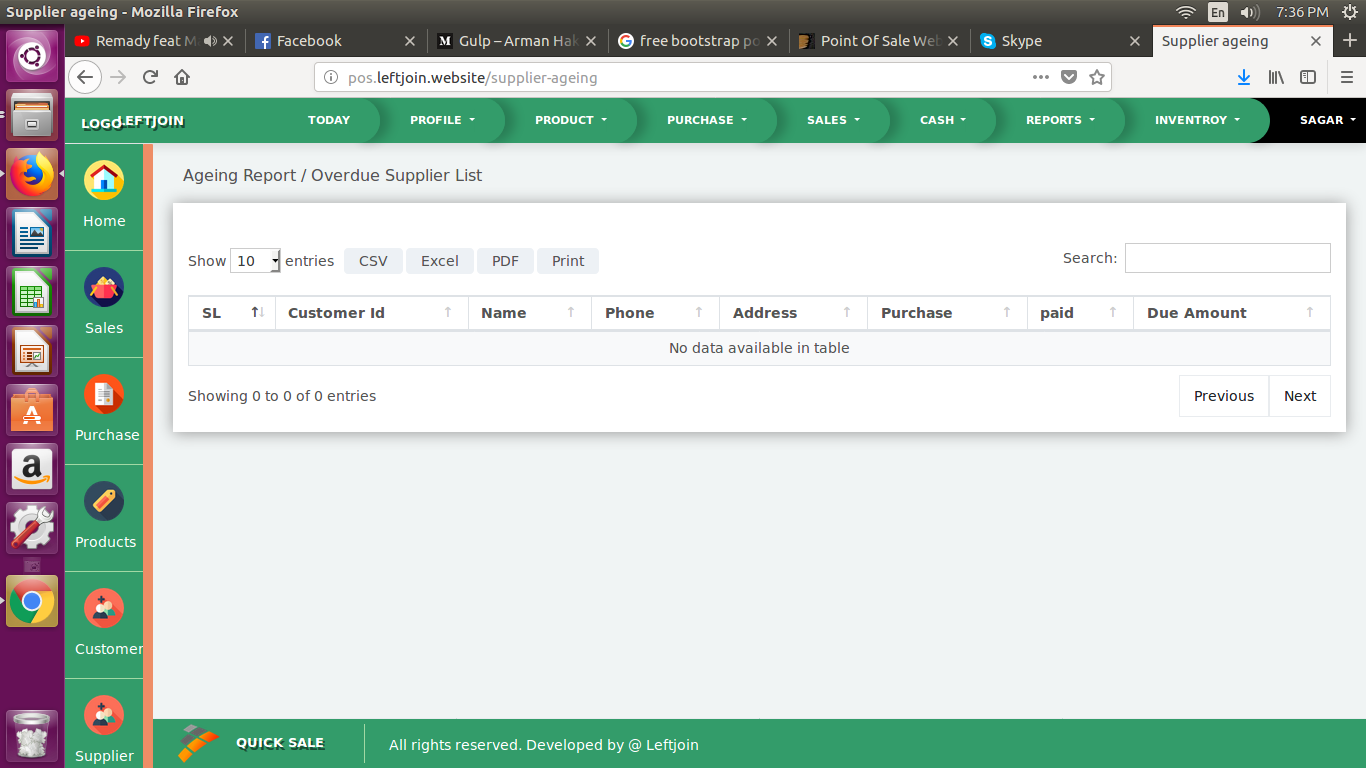 Supplier ageing - Mozilla Firefox
En
7:36 PM
Remady feat M
Facebook
M
Gulp – Arman Hak
free bootstrap po
Point Of Sale Web
Skype
Supplier ageing
pos.leftjoin.website/supplier-ageing
LOGO LEFTJOIN
TODAY
PROFILE
PRODUCT
PURCHASE
SALES
CASH
REPORTS
INVENTROY
SAGAR
Home
Sales
Purchase
Products
Customer
Supplier
Ageing Report / Overdue Supplier List
Show 10 entries
CSV
Excel
PDF
Print
Search:
SL
Customer Id
Name
Phone
Address
Purchase
paid
Due Amount
No data available in table
Showing 0 to 0 of 0 entries
Previous
Next
QUICK SALE
All rights reserved. Developed by @ Leftjoin